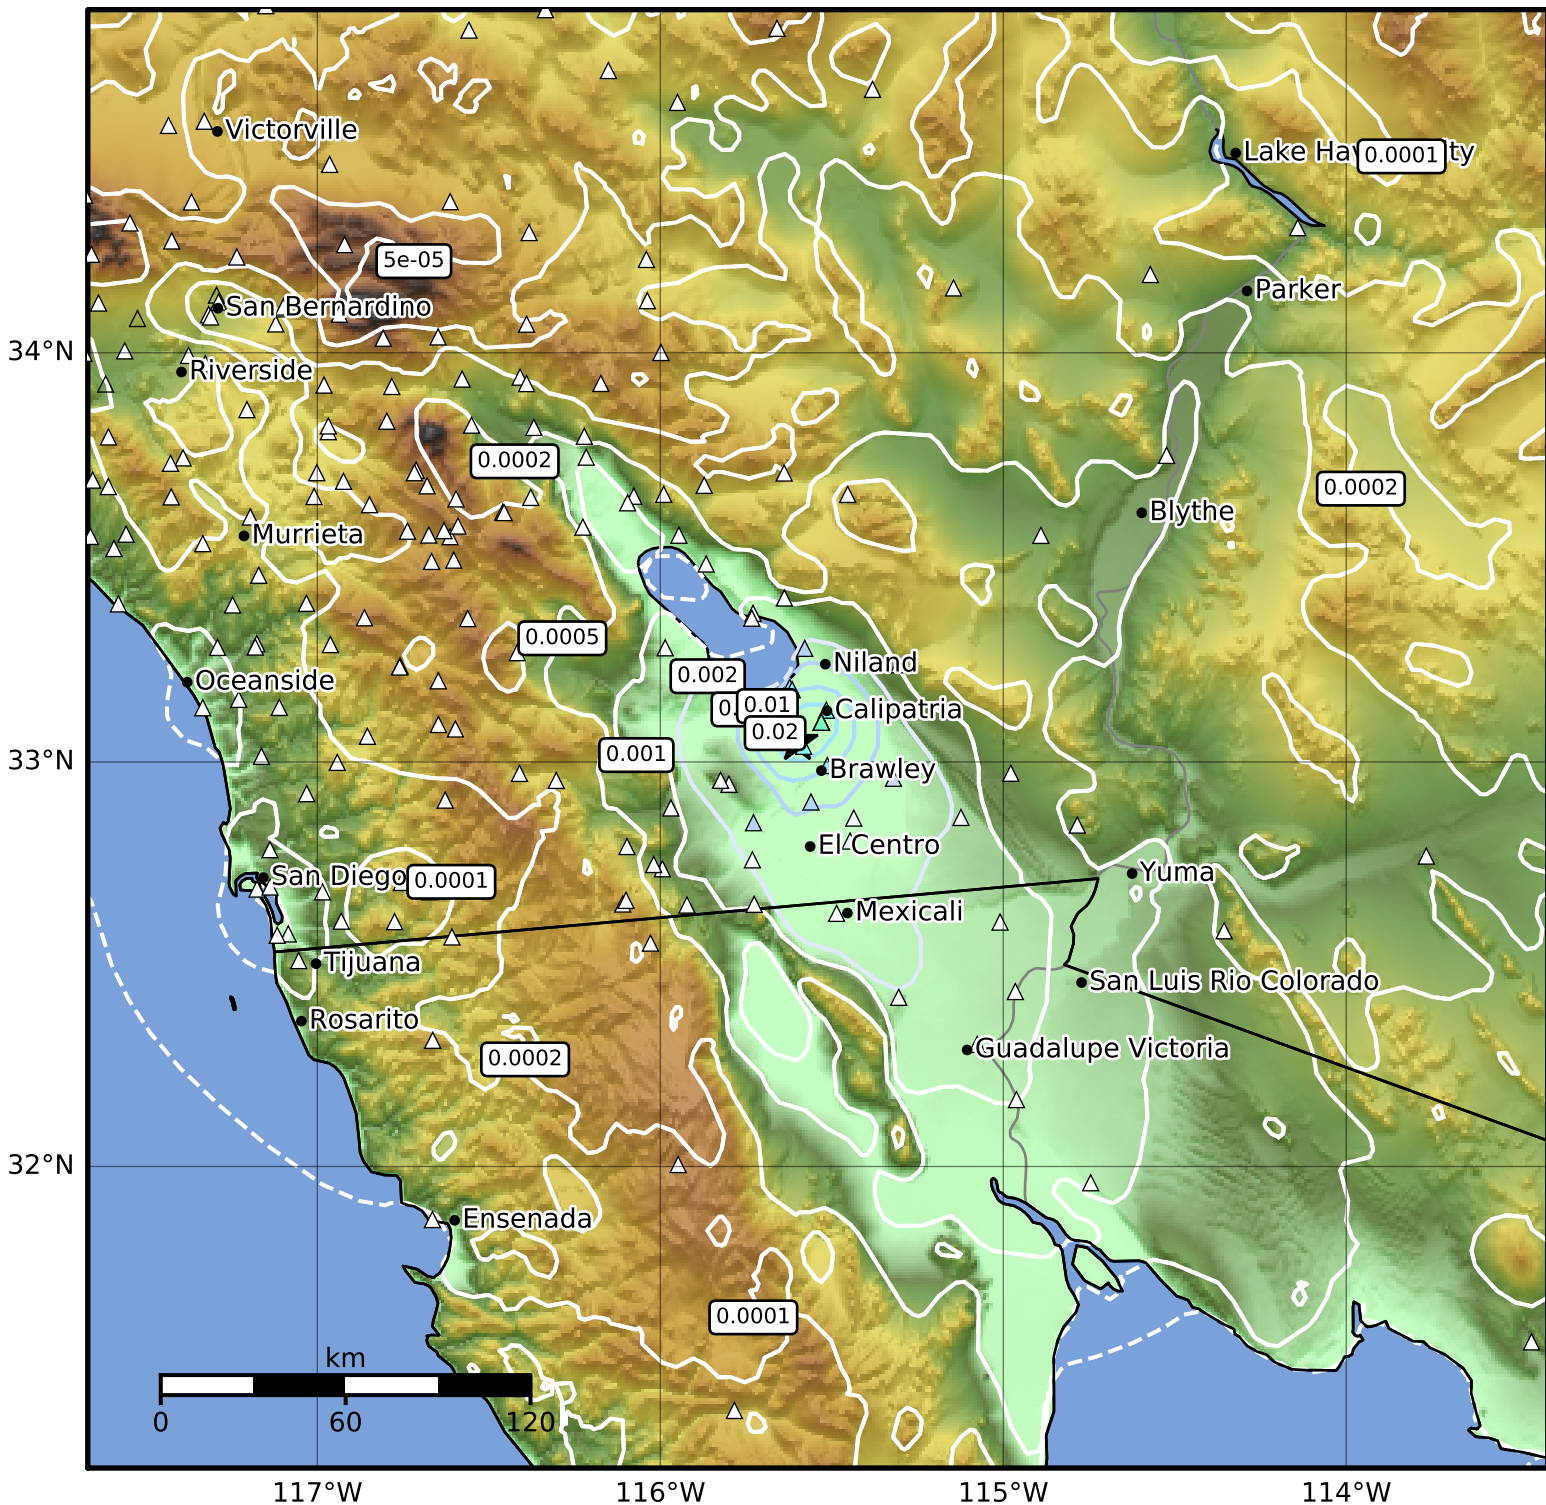 Victorville
Lake Ha
ty
0.0001
5e-05
San Bernardino
Parker
34°N
Riverside
0.0002
0.0002
Blythe
Murrieta
0.0005
Niland
0.002
Oceanside
0.01
Calipatria
0.02
0.001
33°N
Brawley
El Centro
San Diego
0.0001
Yuma
Mexicali
Tijuana
San Luis Rio Colorado
Rosarito
0.0002
Guadalupe Victoria
32°N
Ensenada
0.0001
km
0 60 120
117°W 116°W 115°W 114°W